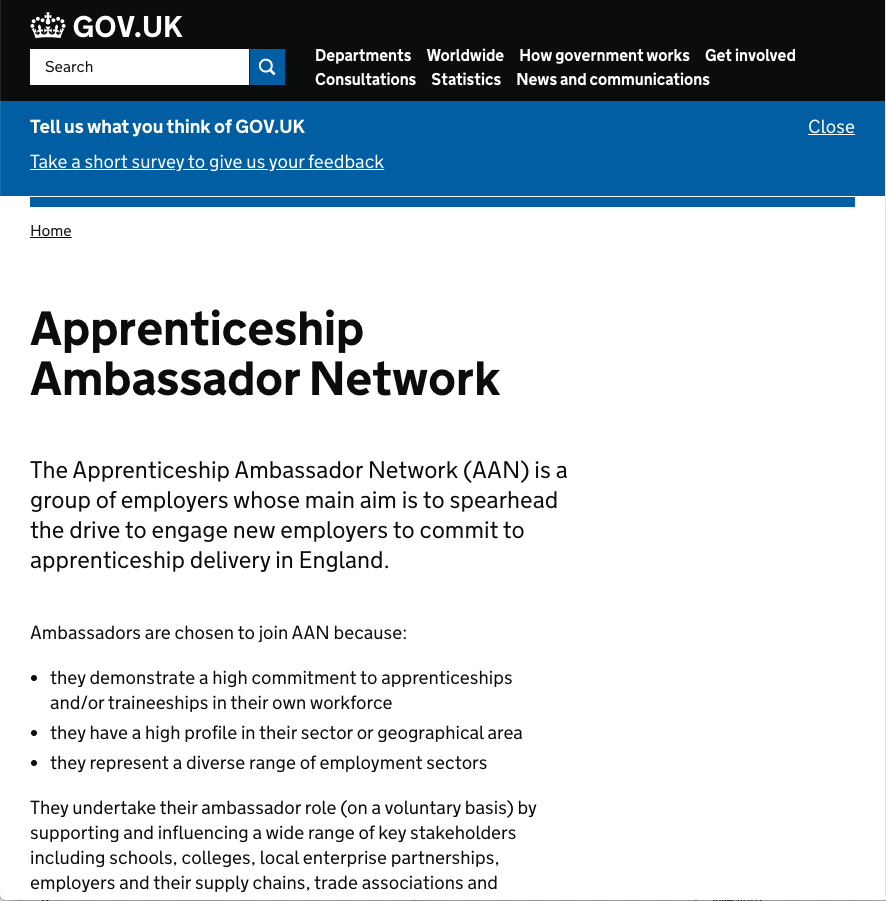 GOV.UK
Search
Departments Worldwide How government works Get involved
Consultations Statistics News and communications
Tell us what you think of GOV.UK
Close
Take a short survey to give us your feedback
Home
Apprenticeship
Ambassador Network
The Apprenticeship Ambassador Network (AAN) is a
group of employers whose main aim is to spearhead
the drive to engage new employers to commit to
apprenticeship delivery in England.
Ambassadors are chosen to join AAN because:
• they demonstrate a high commitment to apprenticeships
and/or traineeships in their own workforce
• they have a high profile in their sector or geographical area
• they represent a diverse range of employment sectors
They undertake their ambassador role (on a voluntary basis) by
supporting and influencing a wide range of key stakeholders
including schools, colleges, local enterprise partnerships,
employers and their supply chains, trade associations and